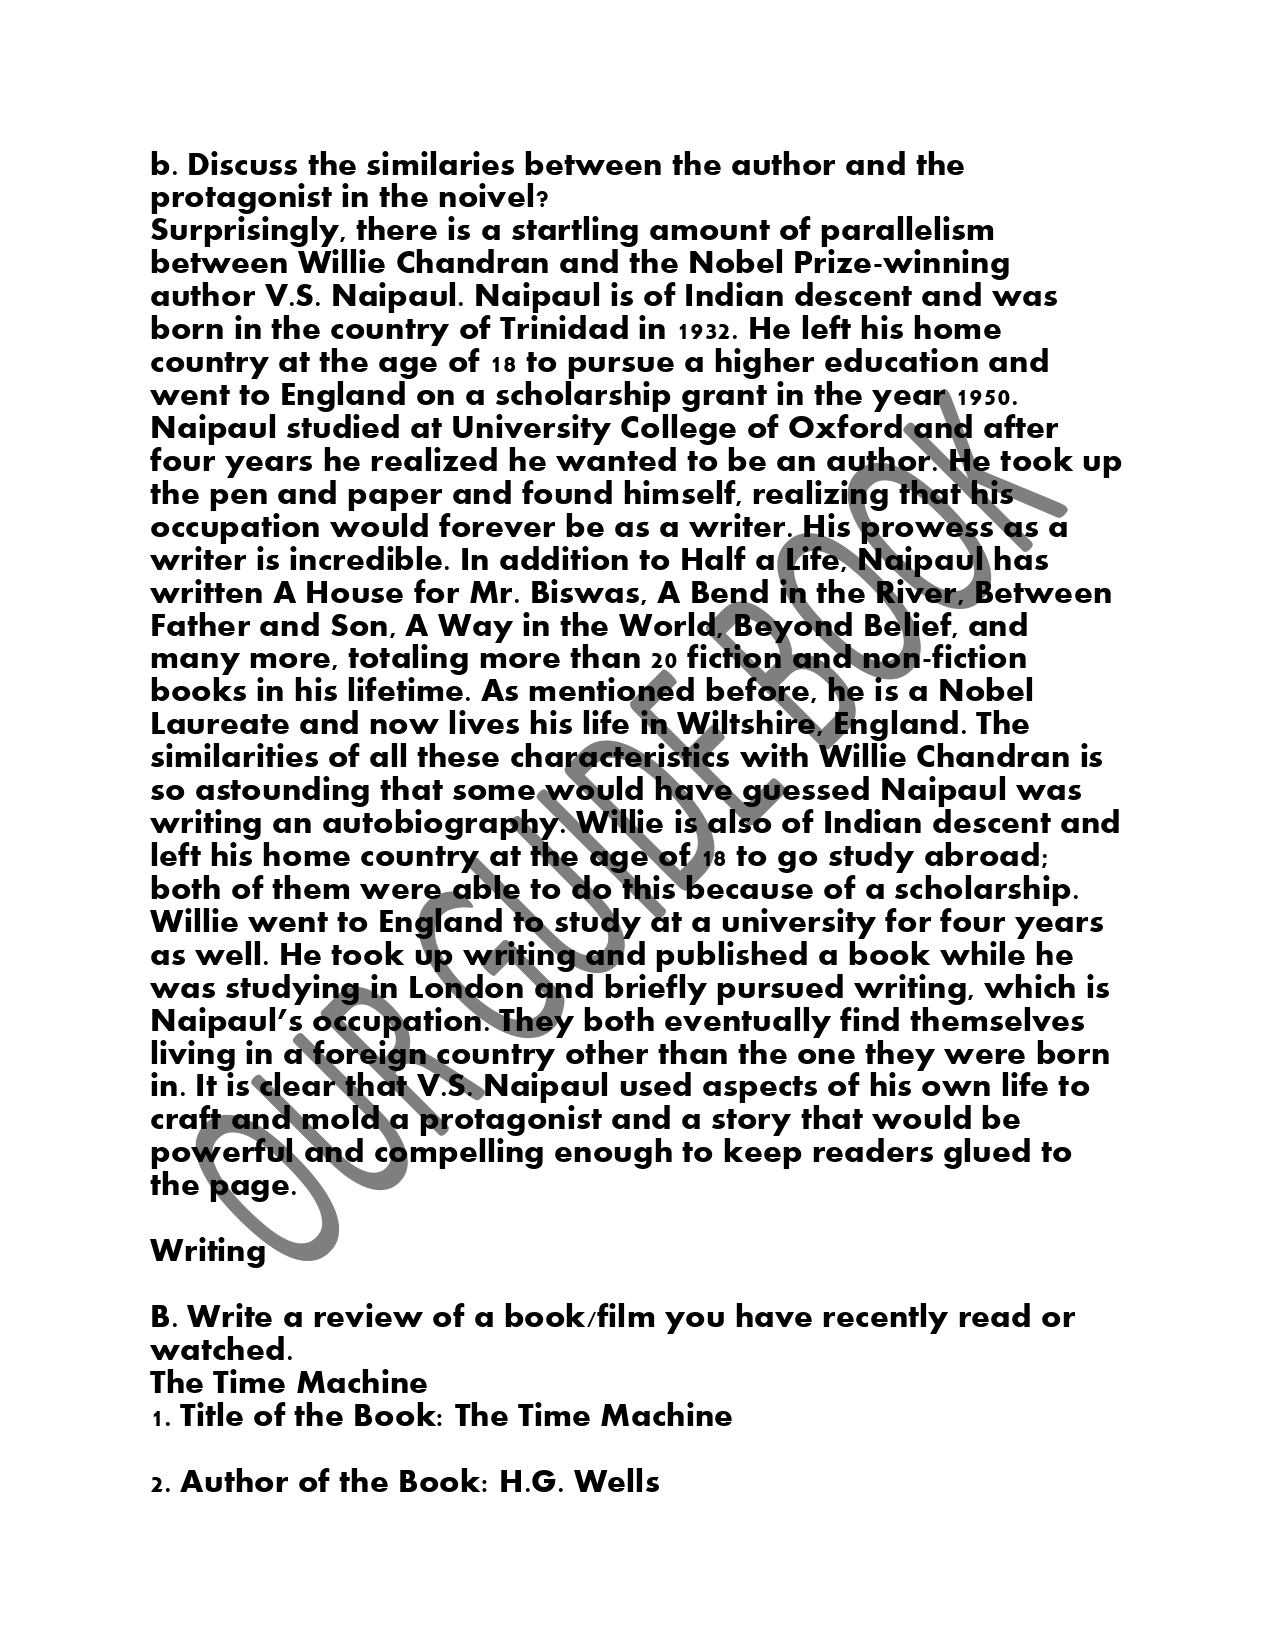 b. Discuss the similaries between the author and the
protagonist in the noivel?
Surprisingly, there is a startling amount of parallelism
between Willie Chandran and the Nobel Prize-winning
author V.S. Naipaul. Naipaul is of Indian descent and was
born in the country of Trinidad in 1932. He left his home
country at the age of 18 to pursue a higher education and
went to England on a scholarship grant in the year 1950.
Naipaul studied at University College of Oxford and after
four years he realized he wanted to be an author. He took up
the pen and paper and found himself, realizing that his
occupation would forever be as a writer. His prowess as a
writer is incredible. In addition to Half a Life, Naipaul has
written A House for Mr. Biswas, A Bend in the River, Between
Father and Son, A Way in the World, Beyond Belief, and
many more, totaling more than 20 fiction and non-fiction
books in his lifetime. As mentioned before, he is a Nobel
Laureate and now lives his life in Wiltshire, England. The
similarities of all these characteristics with Willie Chandran is
so astounding that some would have guessed Naipaul was
writing an autobiography. Willie is also of Indian descent and
left his home country at the age of 18 to go study abroad;
both of them were able to do this because of a scholarship.
Willie went to England to study at a university for four years
as well. He took up writing and published a book while he
was studying in London and briefly pursued writing, which is
Naipaul's occupation. They both eventually find themselves
living in a foreign country other than the one they were born
in. It is clear that V.S. Naipaul used aspects of his own life to
craft and mold a protagonist and a story that would be
powerful and compelling enough to keep readers glued to
the page.
Writing
B. Write a review of a book/film you have recently read or
watched.
The Time Machine
1. Title of the Book: The Time Machine
2. Author of the Book: H.G. Wells
OUR GUIDE BOOK